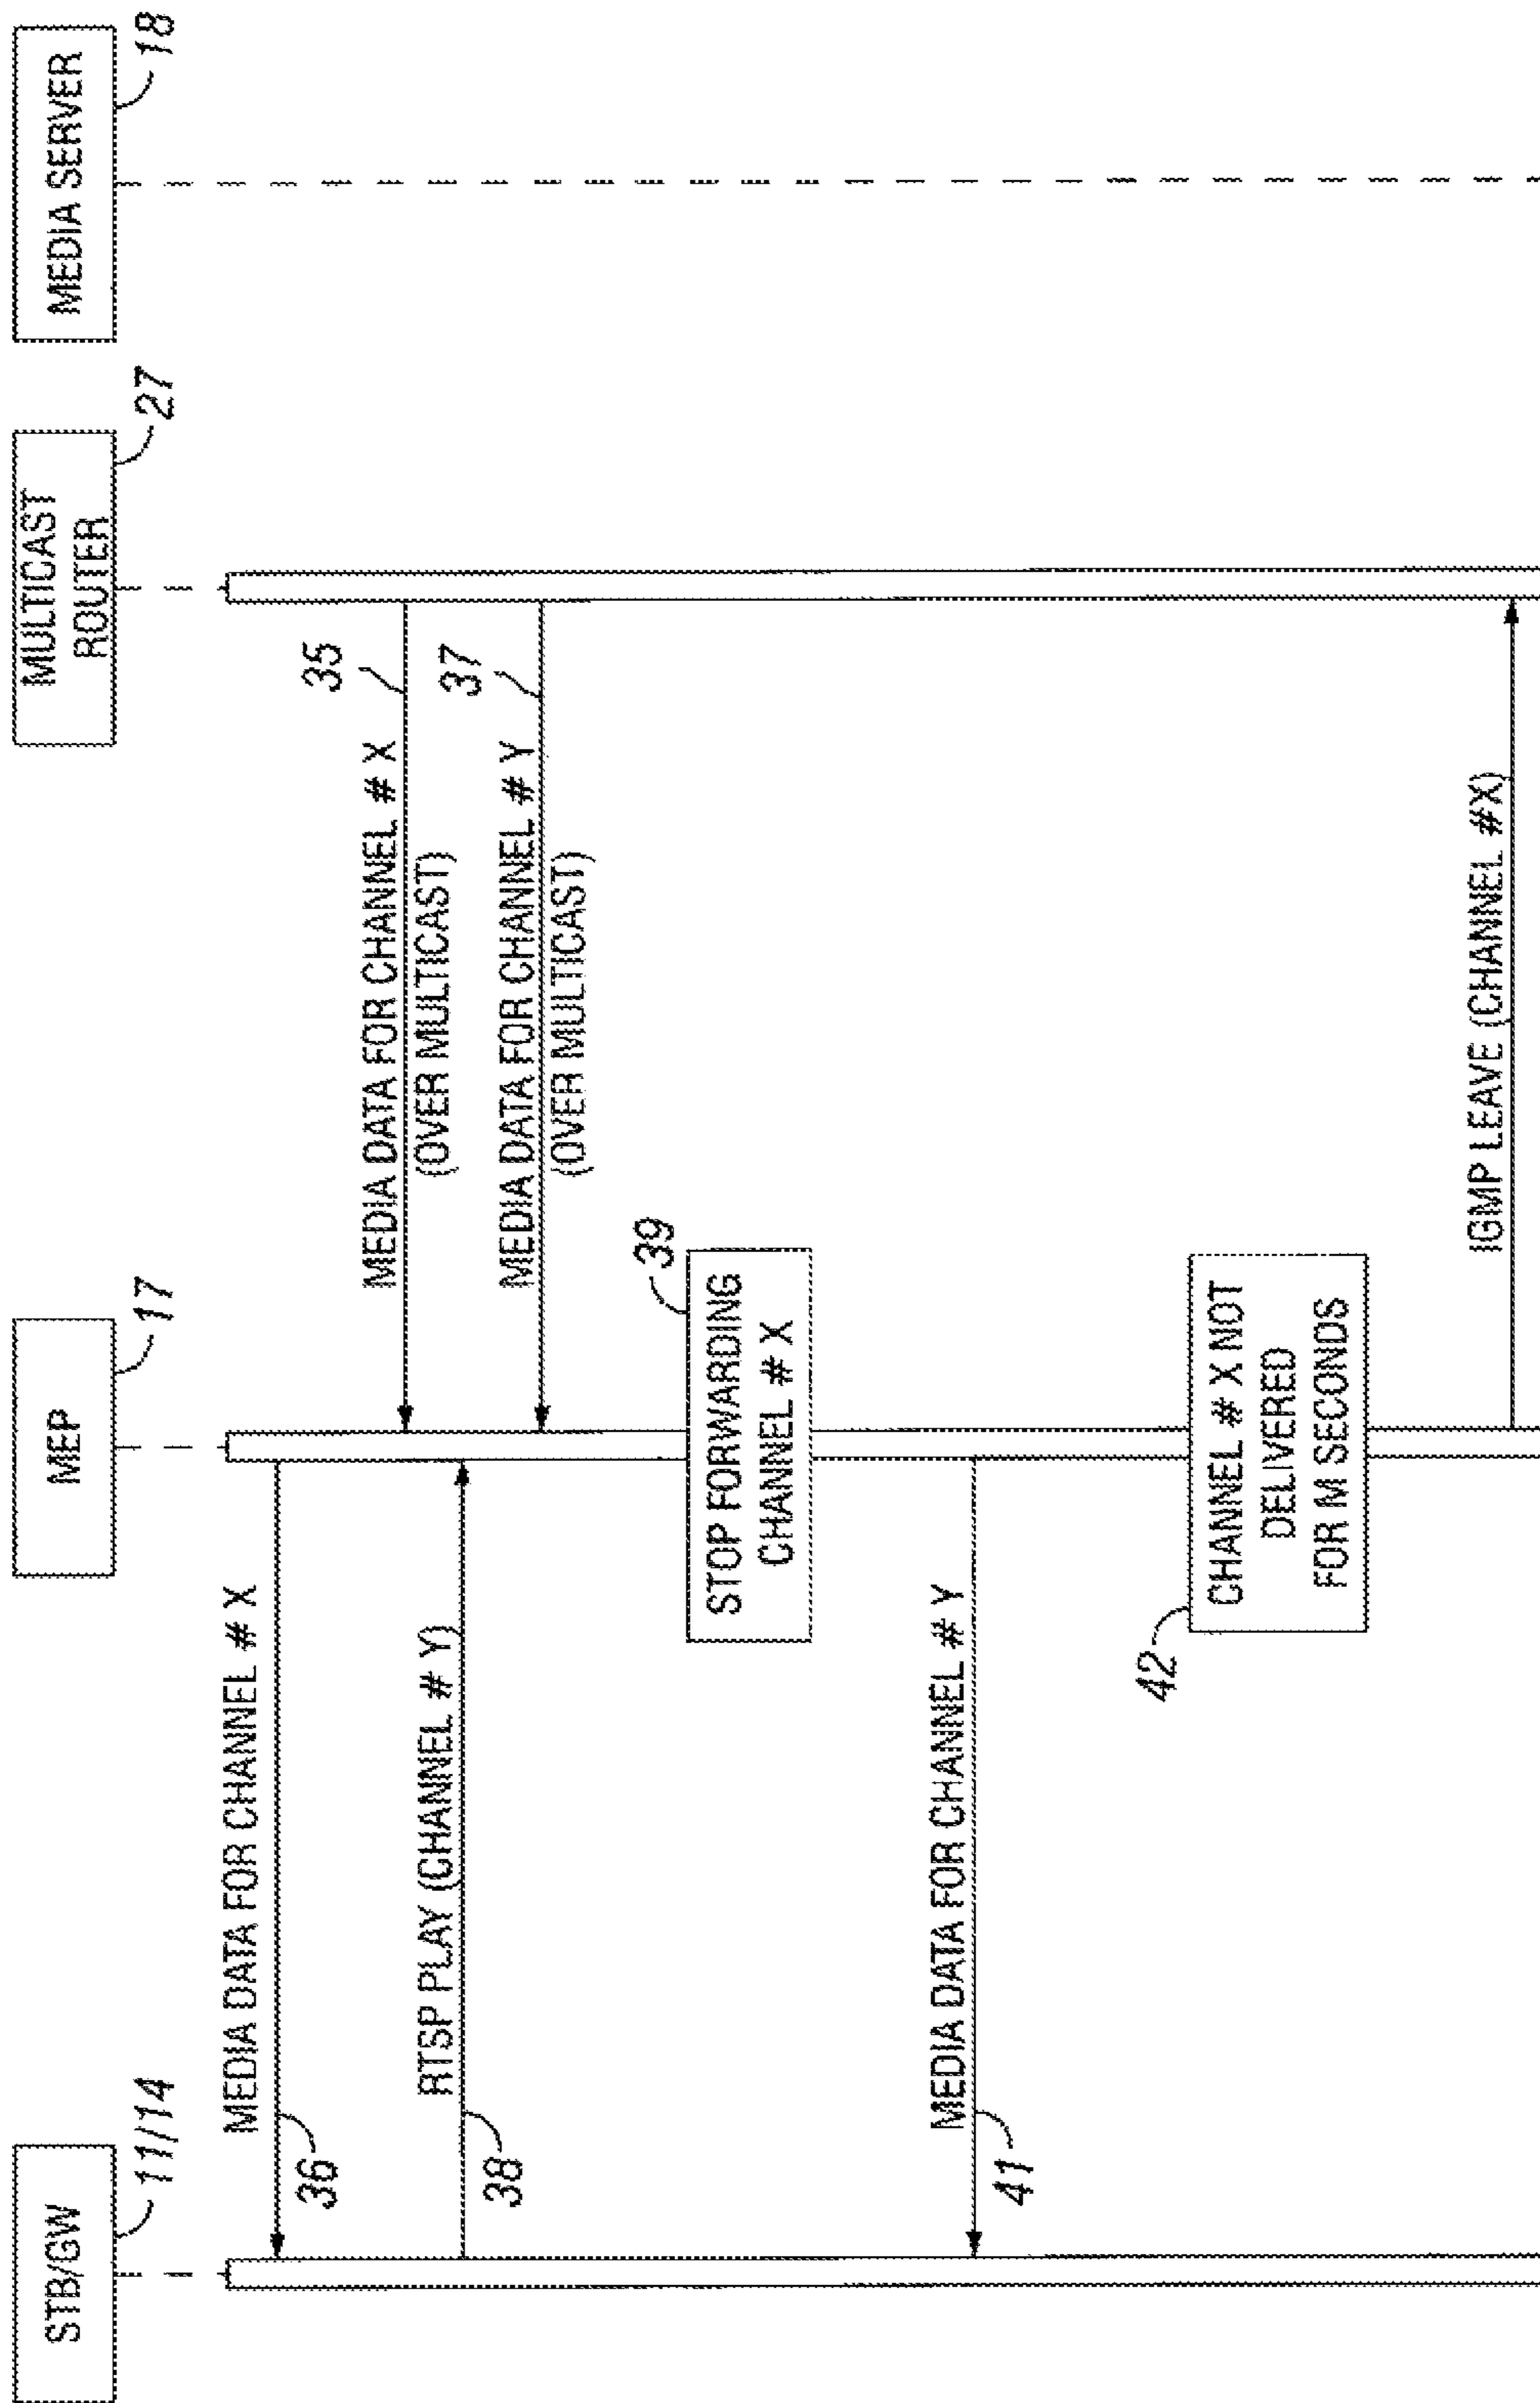 STB/GW
11/14
MEP
17
MULTICAST
ROUTER
27
MEDIA SERVER
18
MEDIA DATA FOR CHANNEL # X
36
MEDIA DATA FOR CHANNEL # X
(OVER MULTICAST)
35
RTSP PLAY (CHANNEL # Y)
38
MEDIA DATA FOR CHANNEL # Y
(OVER MULTICAST)
37
STOP FORWARDING
CHANNEL # X
39
MEDIA DATA FOR CHANNEL # Y
41
CHANNEL # X NOT
DELIVERED
FOR M SECONDS
42
IGMP LEAVE (CHANNEL #X)